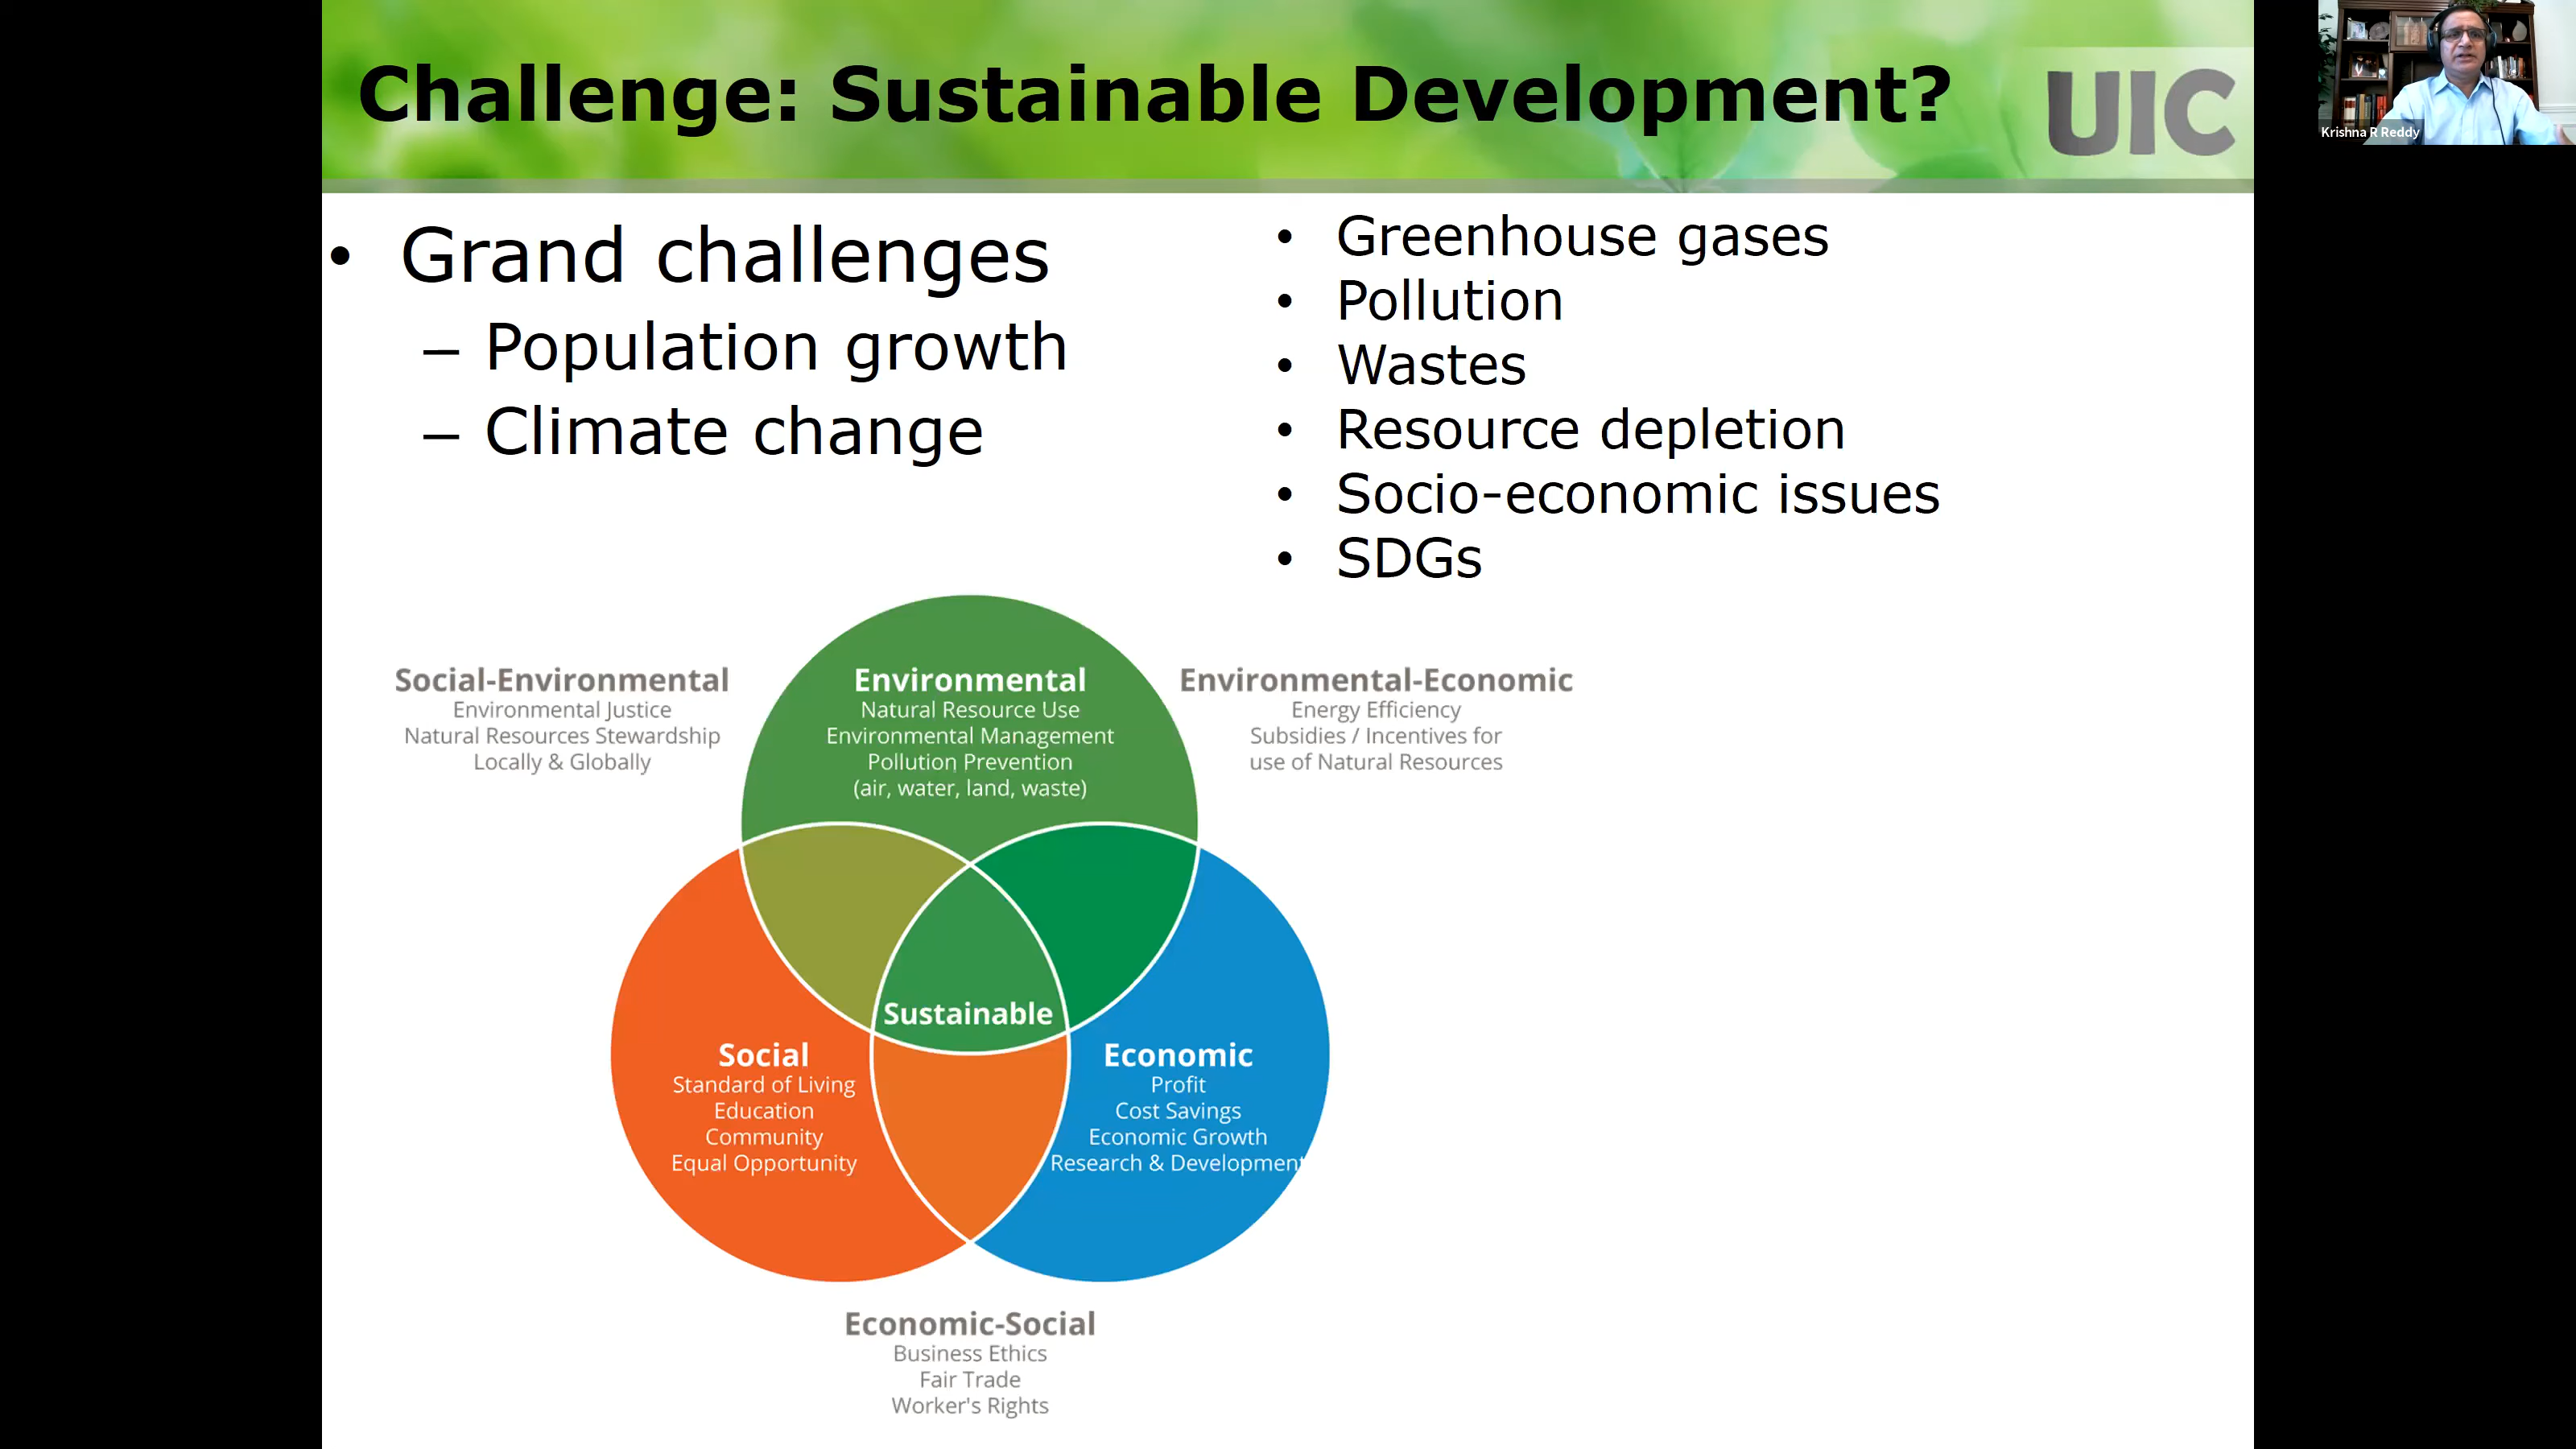 Challenge: Sustainable Development?
UIC
Krishna R Reddy
• Grand challenges
– Population growth
– Climate change
• Greenhouse gases
• Pollution
• Wastes
• Resource depletion
• Socio-economic issues
• SDGs
Social-Environmental
Environmental Justice
Natural Resources Stewardship
Locally & Globally
Environmental
Natural Resource Use
Environmental Management
Pollution Prevention
(air, water, land, waste)
Environmental-Economic
Energy Efficiency
Subsidies / Incentives for
use of Natural Resources
Sustainable
Social
Standard of Living
Education
Community
Equal Opportunity
Economic
Profit
Cost Savings
Economic Growth
Research & Development
Economic-Social
Business Ethics
Fair Trade
Worker's Rights